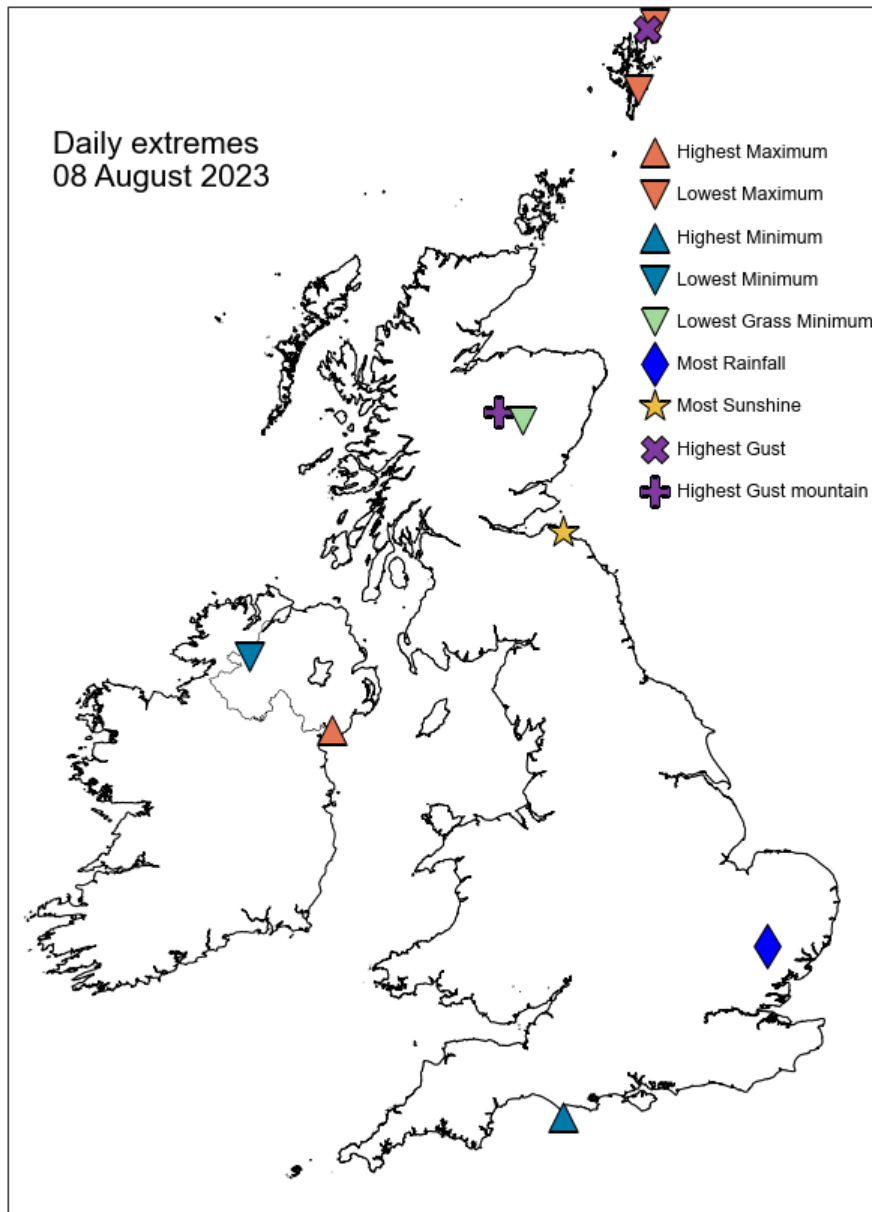 Daily extremes
08 August 2023
Highest Maximum
Lowest Maximum
Highest Minimum
Lowest Minimum
Lowest Grass Minimum
Most Rainfall
Most Sunshine
Highest Gust
Highest Gust mountain